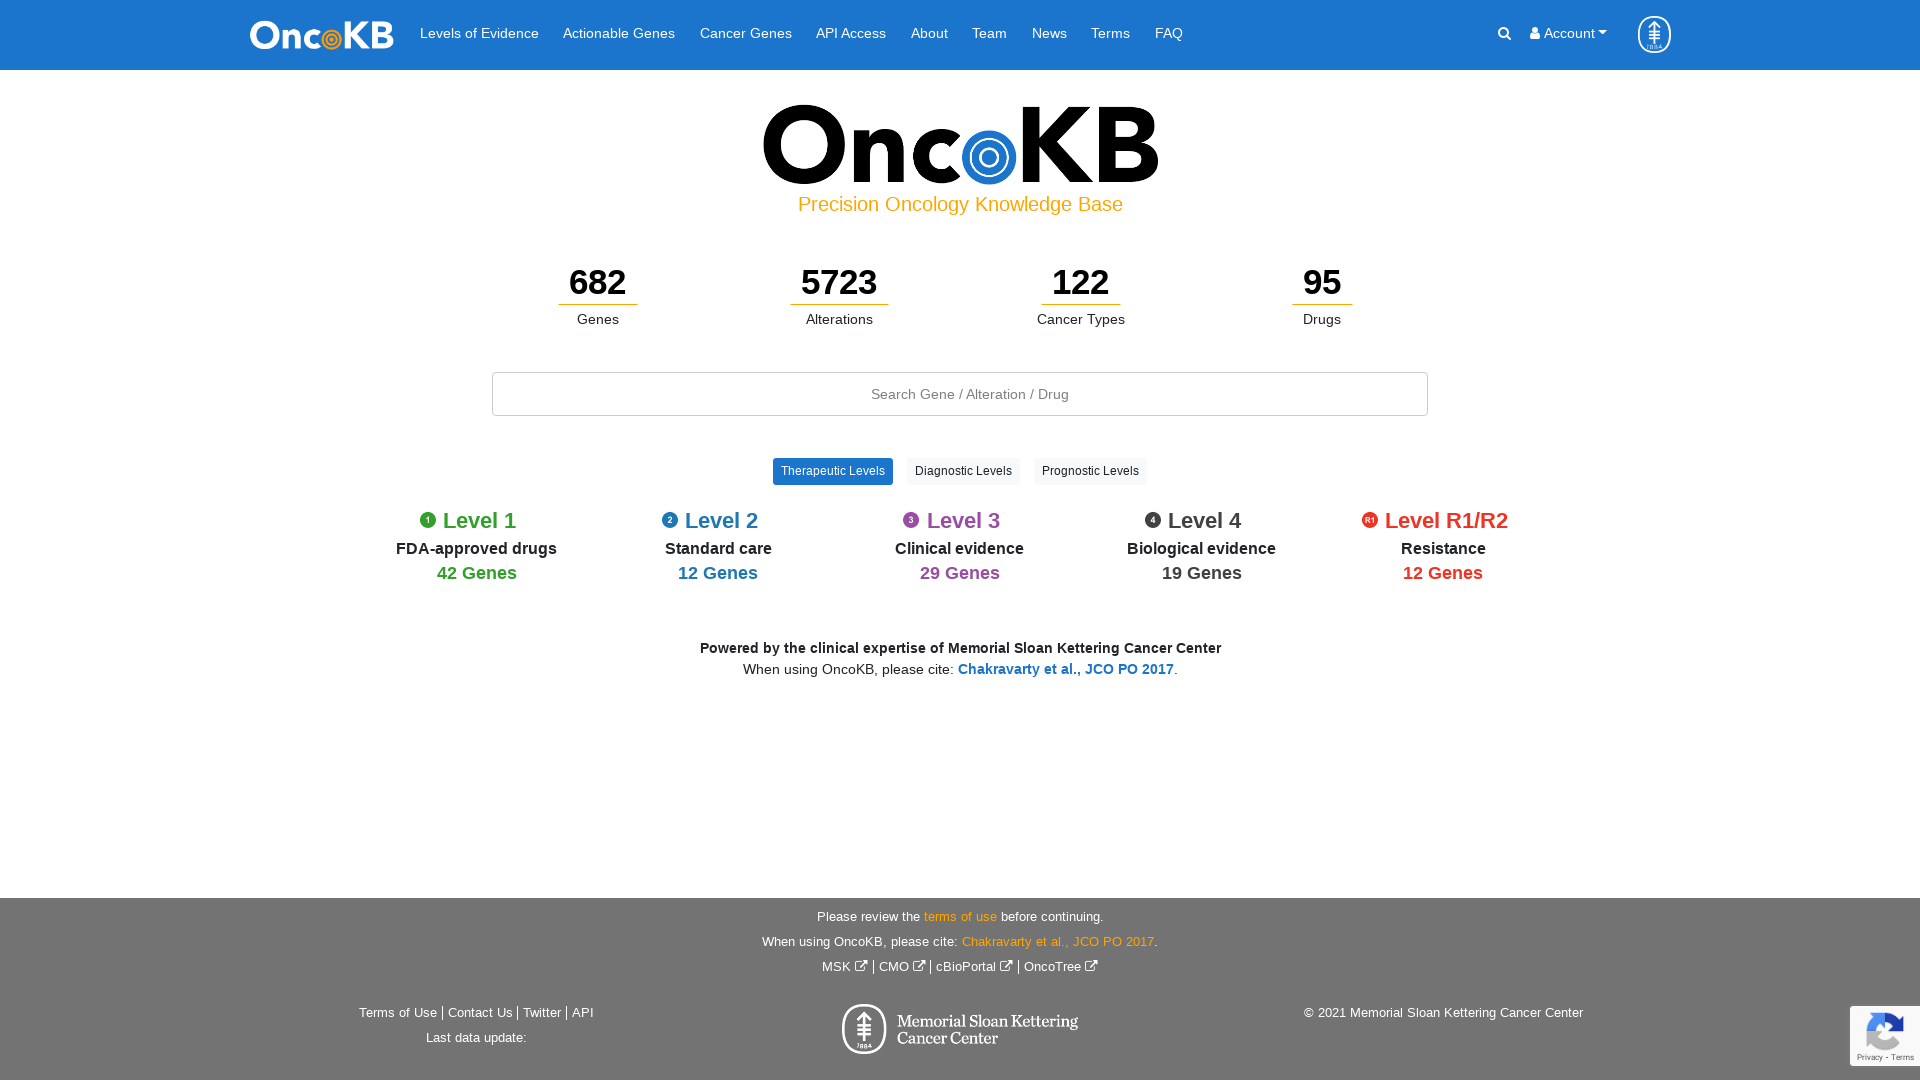 OncoKB Levels of Evidence Actionable Genes Cancer Genes API Access About Team News Terms FAQ Account
1884
OncoKB
Precision Oncology Knowledge Base
682 5723 122 95
Genes Alterations Cancer Types Drugs
Search Gene / Alteration / Drug
Therapeutic Levels Diagnostic Levels Prognostic Levels
1 Level 1 2 Level 2 3 Level 3 4 Level 4 R1 Level R1/R2
FDA-approved drugs Standard care Clinical evidence Biological evidence Resistance
42 Genes 12 Genes 29 Genes 19 Genes 12 Genes
Powered by the clinical expertise of Memorial Sloan Kettering Cancer Center
When using OncoKB, please cite: Chakravarty et al., JCO PO 2017.
Please review the terms of use before continuing.
When using OncoKB, please cite: Chakravarty et al., JCO PO 2017.
MSK | CMO | cBioPortal | OncoTree
Terms of Use | Contact Us | Twitter | API
Last data update:
Memorial Sloan Kettering
Cancer Center
1884
© 2021 Memorial Sloan Kettering Cancer Center
Privacy - Terms